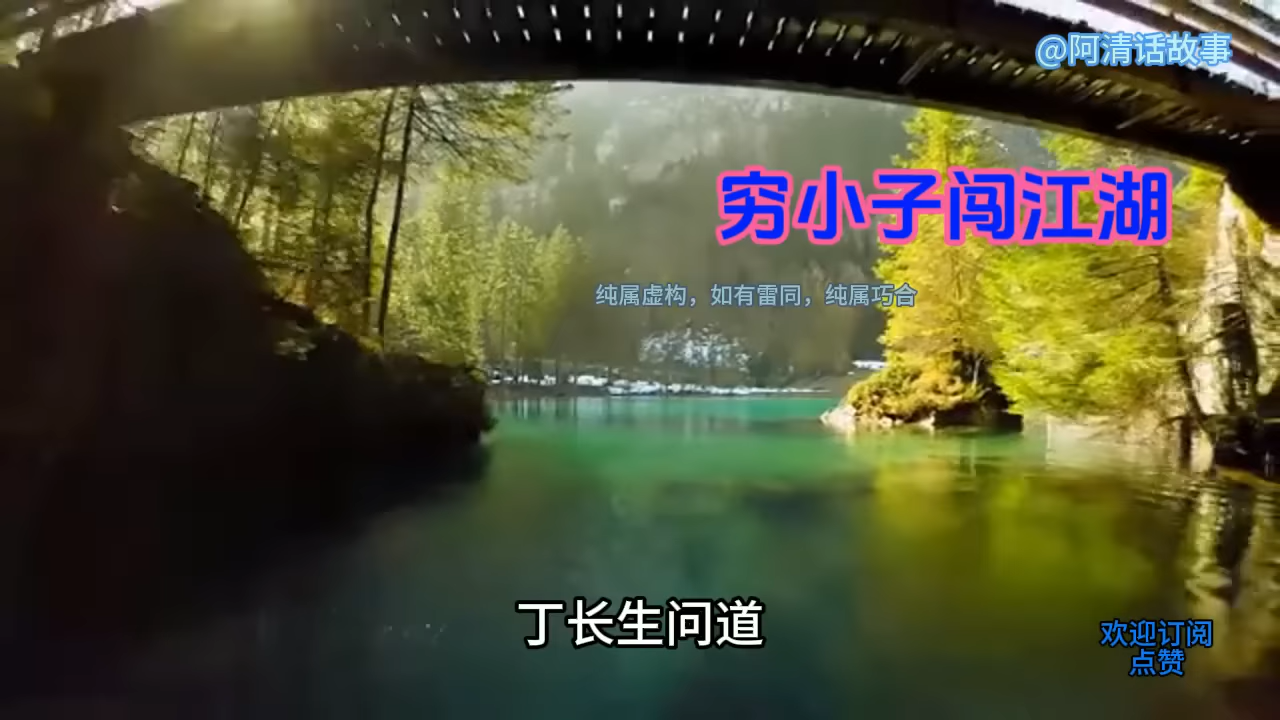 @阿清话故事
穷小子闯江湖
纯属虚构，如有雷同，纯属巧合
丁长生问道
欢迎订阅
点赞